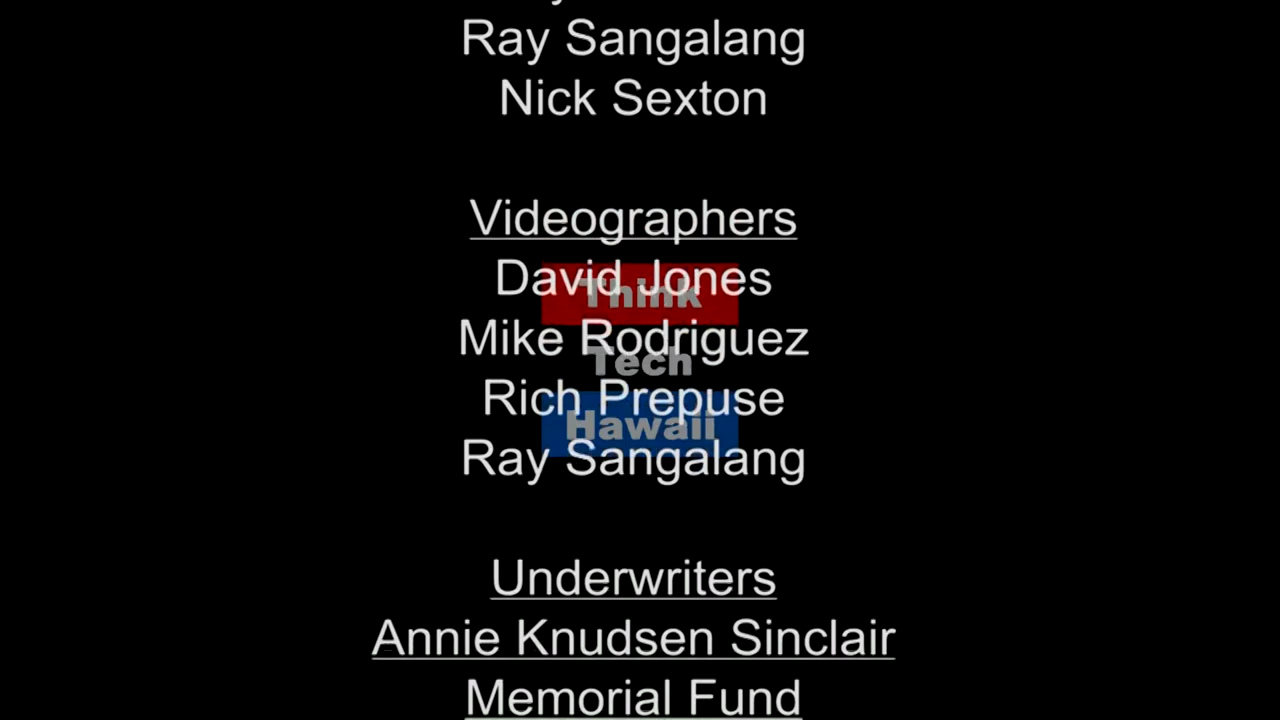 Ray Sangalang
Nick Sexton
Videographers
David Jones
Mike Rodriguez
Rich Prepuse
Ray Sangalang
Think
Tech
Hawaii
Underwriters
Annie Knudsen Sinclair
Memorial Fund